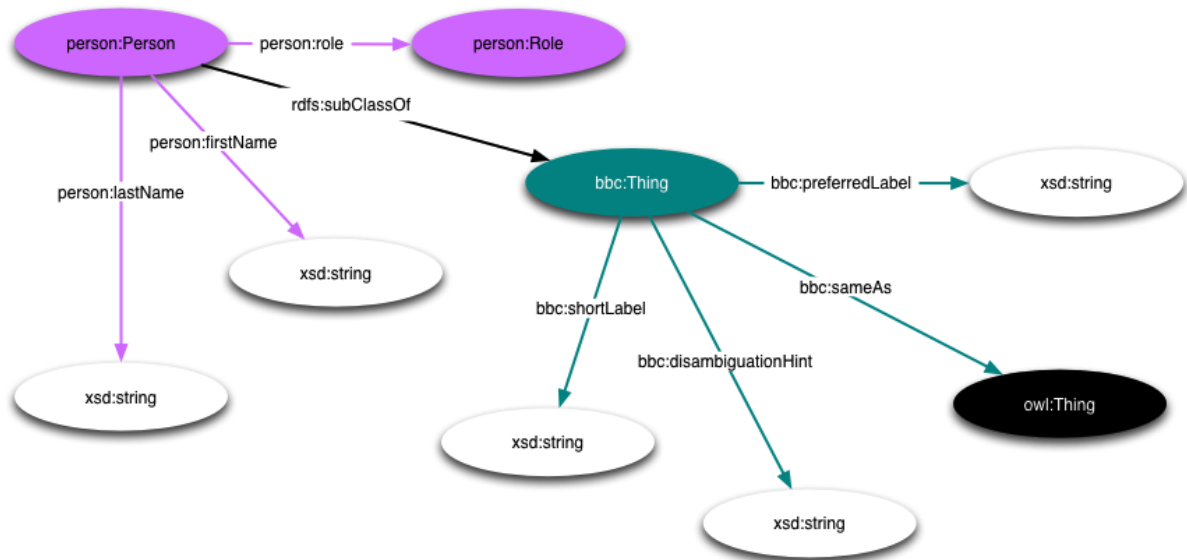 person:Person
person:role
person:Role
rdfs:subClassOf
person:firstName
person:lastName
bbc:Thing
bbc:preferredLabel
xsd:string
xsd:string
bbc:sameAs
bbc:shortLabel
bbc:disambiguationHint
xsd:string
owl:Thing
xsd:string
xsd:string